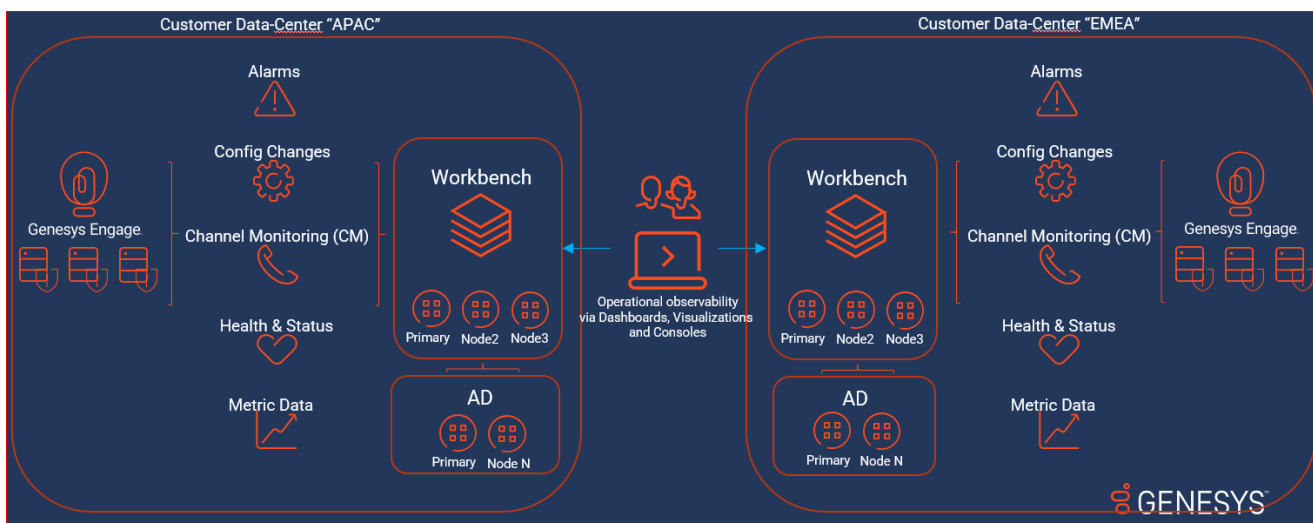 Customer Data-Center “APAC”
Alarms
Config Changes
Genesys Engage.
Channel Monitoring (CM)
Health & Status
Metric Data
Workbench
Primary
Node2
Node3
AD
Primary
Node N
Operational observability
via Dashboards, Visualizations
and Consoles
Customer Data-Center “EMEA”
Workbench
Primary
Node2
Node3
AD
Primary
Node N
Alarms
Config Changes
Channel Monitoring (CM)
Health & Status
Metric Data
Genesys Engage.
GENESYS™